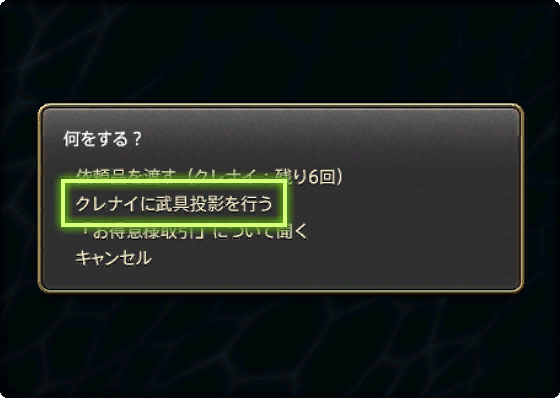 何をする？
依頼品を渡す（クレナイ：残り6回）
クレナイに武具投影を行う
「お得意様取引」について聞く
キャンセル